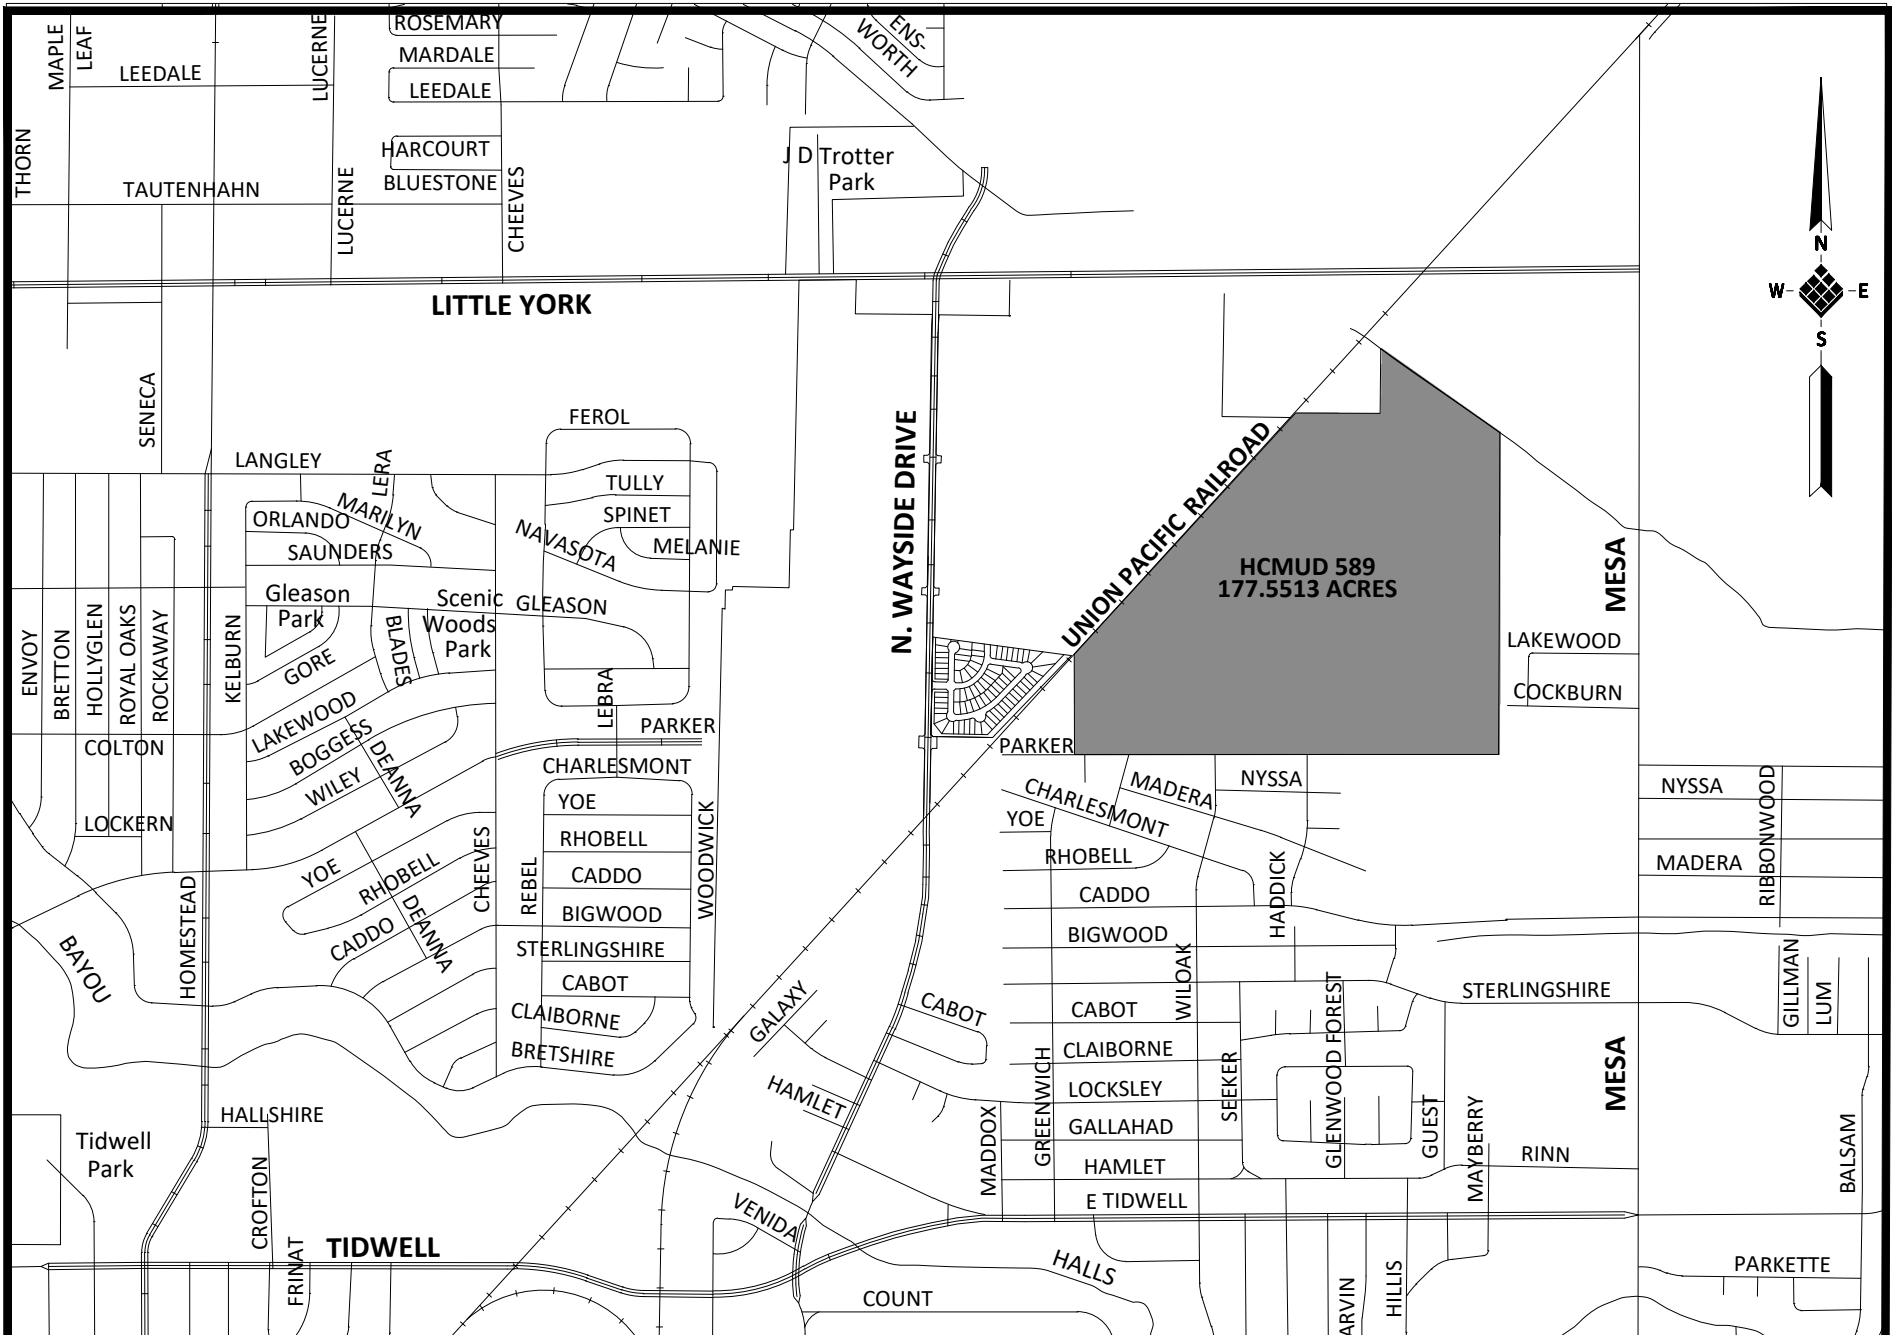 MAPLE
LEAF
LEEDALE
LUCERNE
ROSEMARY
MARDALE
LEEDALE
ENS-
WORTH
THORN
TAUTENHAHN
LUCERNE
HARCOURT
BLUESTONE
CHEEVES
J D Trotter
Park
N
W
E
S
LITTLE YORK
SENECA
FEROL
LANGLEY
LERA
TULLY
ORLANDO
MARILYN
SPINET
SAUNDERS
NAVASOTA
MELANIE
N. WAYSIDE DRIVE
UNION PACIFIC RAILROAD
HCMUD 589
177.5513 ACRES
MESA
Gleason
Park
Scenic
Woods
Park
GLEASON
ENVOY
BRETTON
HOLLYGLEN
ROYAL OAKS
ROCKAWAY
KELBURN
GORE
BLADES
LAKEWOOD
COCKBURN
LAKEWOOD
LEBRA
PARKER
COLTON
BOGGESS
DEANNA
WILEY
CHARLESMONT
PARKER
LOCKERN
YOE
RHOBELL
CADDO
BIGWOOD
STERLINGSHIRE
CABOT
CLAIBORNE
BRETSHIRE
WOODWICK
REBEL
CHEEVES
YOE
RHOBELL
CADDO
DEANNA
HOMESTEAD
BAYOU
CHARLESMONT
MADERA
NYSSA
YOE
RHOBELL
CADDO
HADDICK
BIGWOOD
WILOAK
NYSSA
MADERA
RIBBONWOOD
GALAXY
CABOT
CABOT
STERLINGSHIRE
GILLMAN
LUM
GLENWOOD FOREST
CLAIBORNE
LOCKSLEY
GREENWICH
SEEKER
MESA
HAMLET
MADDOX
GALLAHAD
HAMLET
GUEST
MAYBERRY
RINN
BALSAM
HALLSHIRE
Tidwell
Park
CROFTON
FRINAT
TIDWELL
VENIDA
E TIDWELL
HALLS
COUNT
ARVIN
HILLIS
PARKETTE